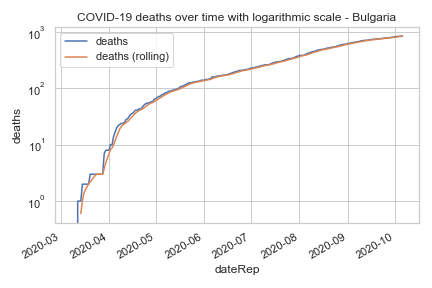 COVID-19 deaths over time with logarithmic scale - Bulgaria
deaths
deaths (rolling)
10³
10²
10¹
10⁰
deaths
2020-03
2020-04
2020-05
2020-06
2020-07
2020-08
2020-09
2020-10
dateRep